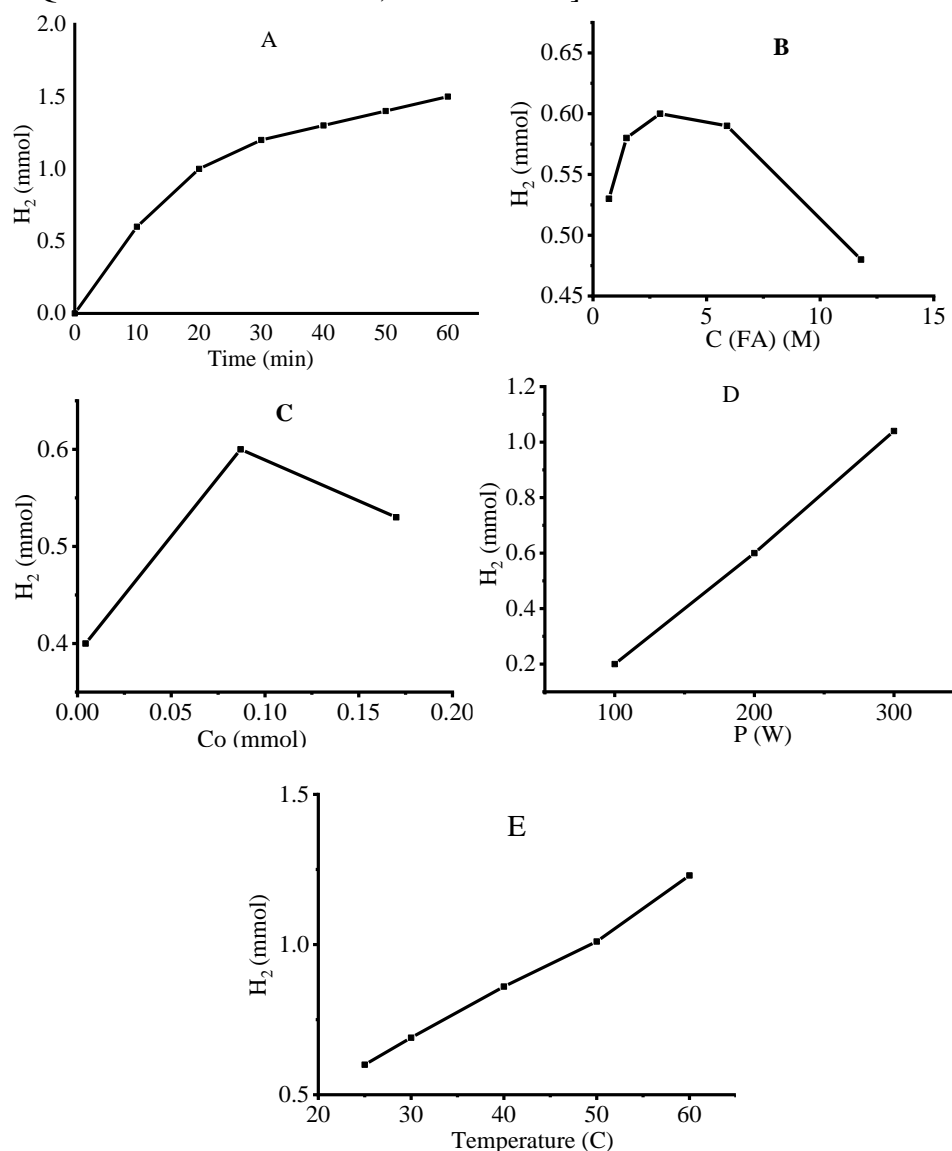 A
2.0
1.5
1.0
0.5
0.0
H₂ (mmol)
0 10 20 30 40 50 60
Time (min)
B
0.65
0.60
0.55
0.50
0.45
H₂ (mmol)
0 5 10 15
C (FA) (M)
C
0.6
0.5
0.4
H₂ (mmol)
0.00 0.05 0.10 0.15 0.20
Co (mmol)
D
1.2
1.0
0.8
0.6
0.4
0.2
H₂ (mmol)
100 200 300
P (W)
E
1.5
1.0
0.5
H₂ (mmol)
20 30 40 50 60
Temperature (C)